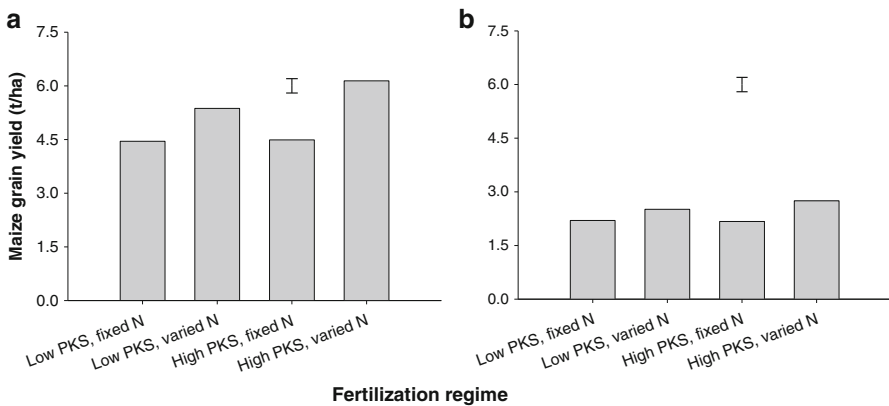 a
Maize grain yield (t/ha)
7.5
6.0
4.5
3.0
1.5
0.0
Low PKS, fixed N
Low PKS, varied N
High PKS, fixed N
High PKS, varied N
b
7.5
6.0
4.5
3.0
1.5
0.0
Low PKS, fixed N
Low PKS, varied N
High PKS, fixed N
High PKS, varied N
Fertilization regime